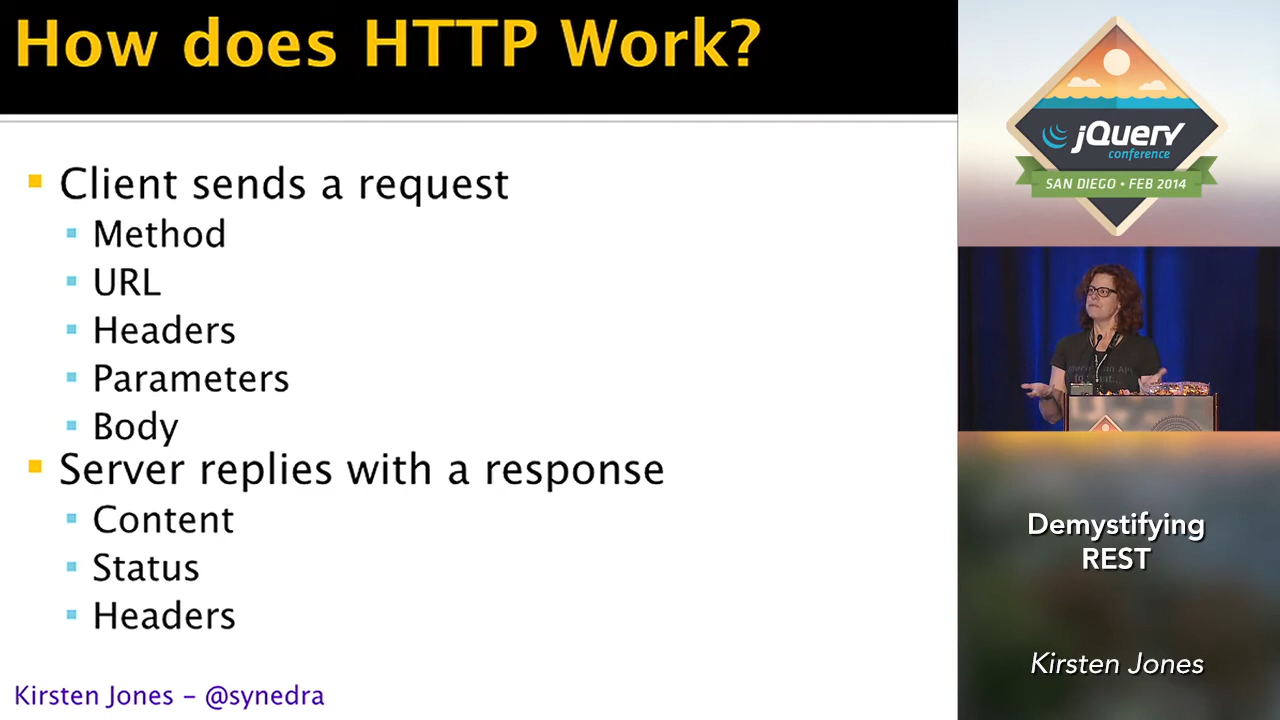 How does HTTP Work?
Client sends a request
Method
URL
Headers
Parameters
Body
Server replies with a response
Content
Status
Headers
Kirsten Jones – @synedra
jQuery
conference
SAN DIEGO • FEB 2014
Demystifying
REST
Kirsten Jones